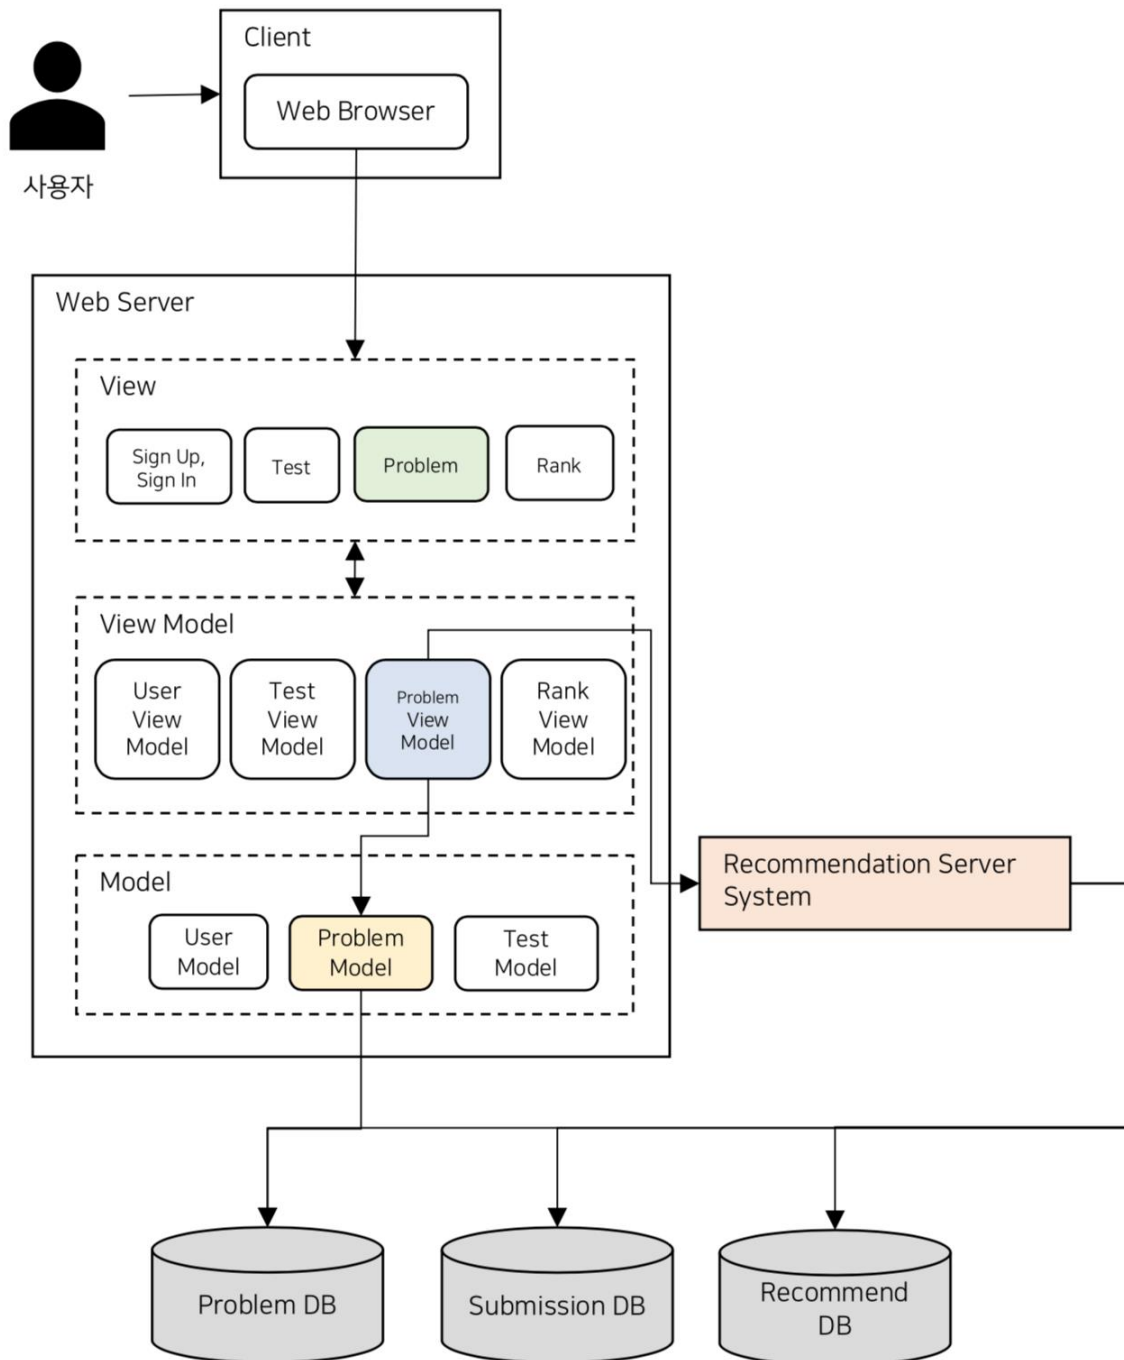 Client
Web Browser
사용자
Web Server
View
Sign Up,
Sign In
Test
Problem
Rank
View Model
User
View
Model
Test
View
Model
Problem
View
Model
Rank
View
Model
Model
User
Model
Problem
Model
Test
Model
Recommendation Server
System
Problem DB
Submission DB
Recommend
DB